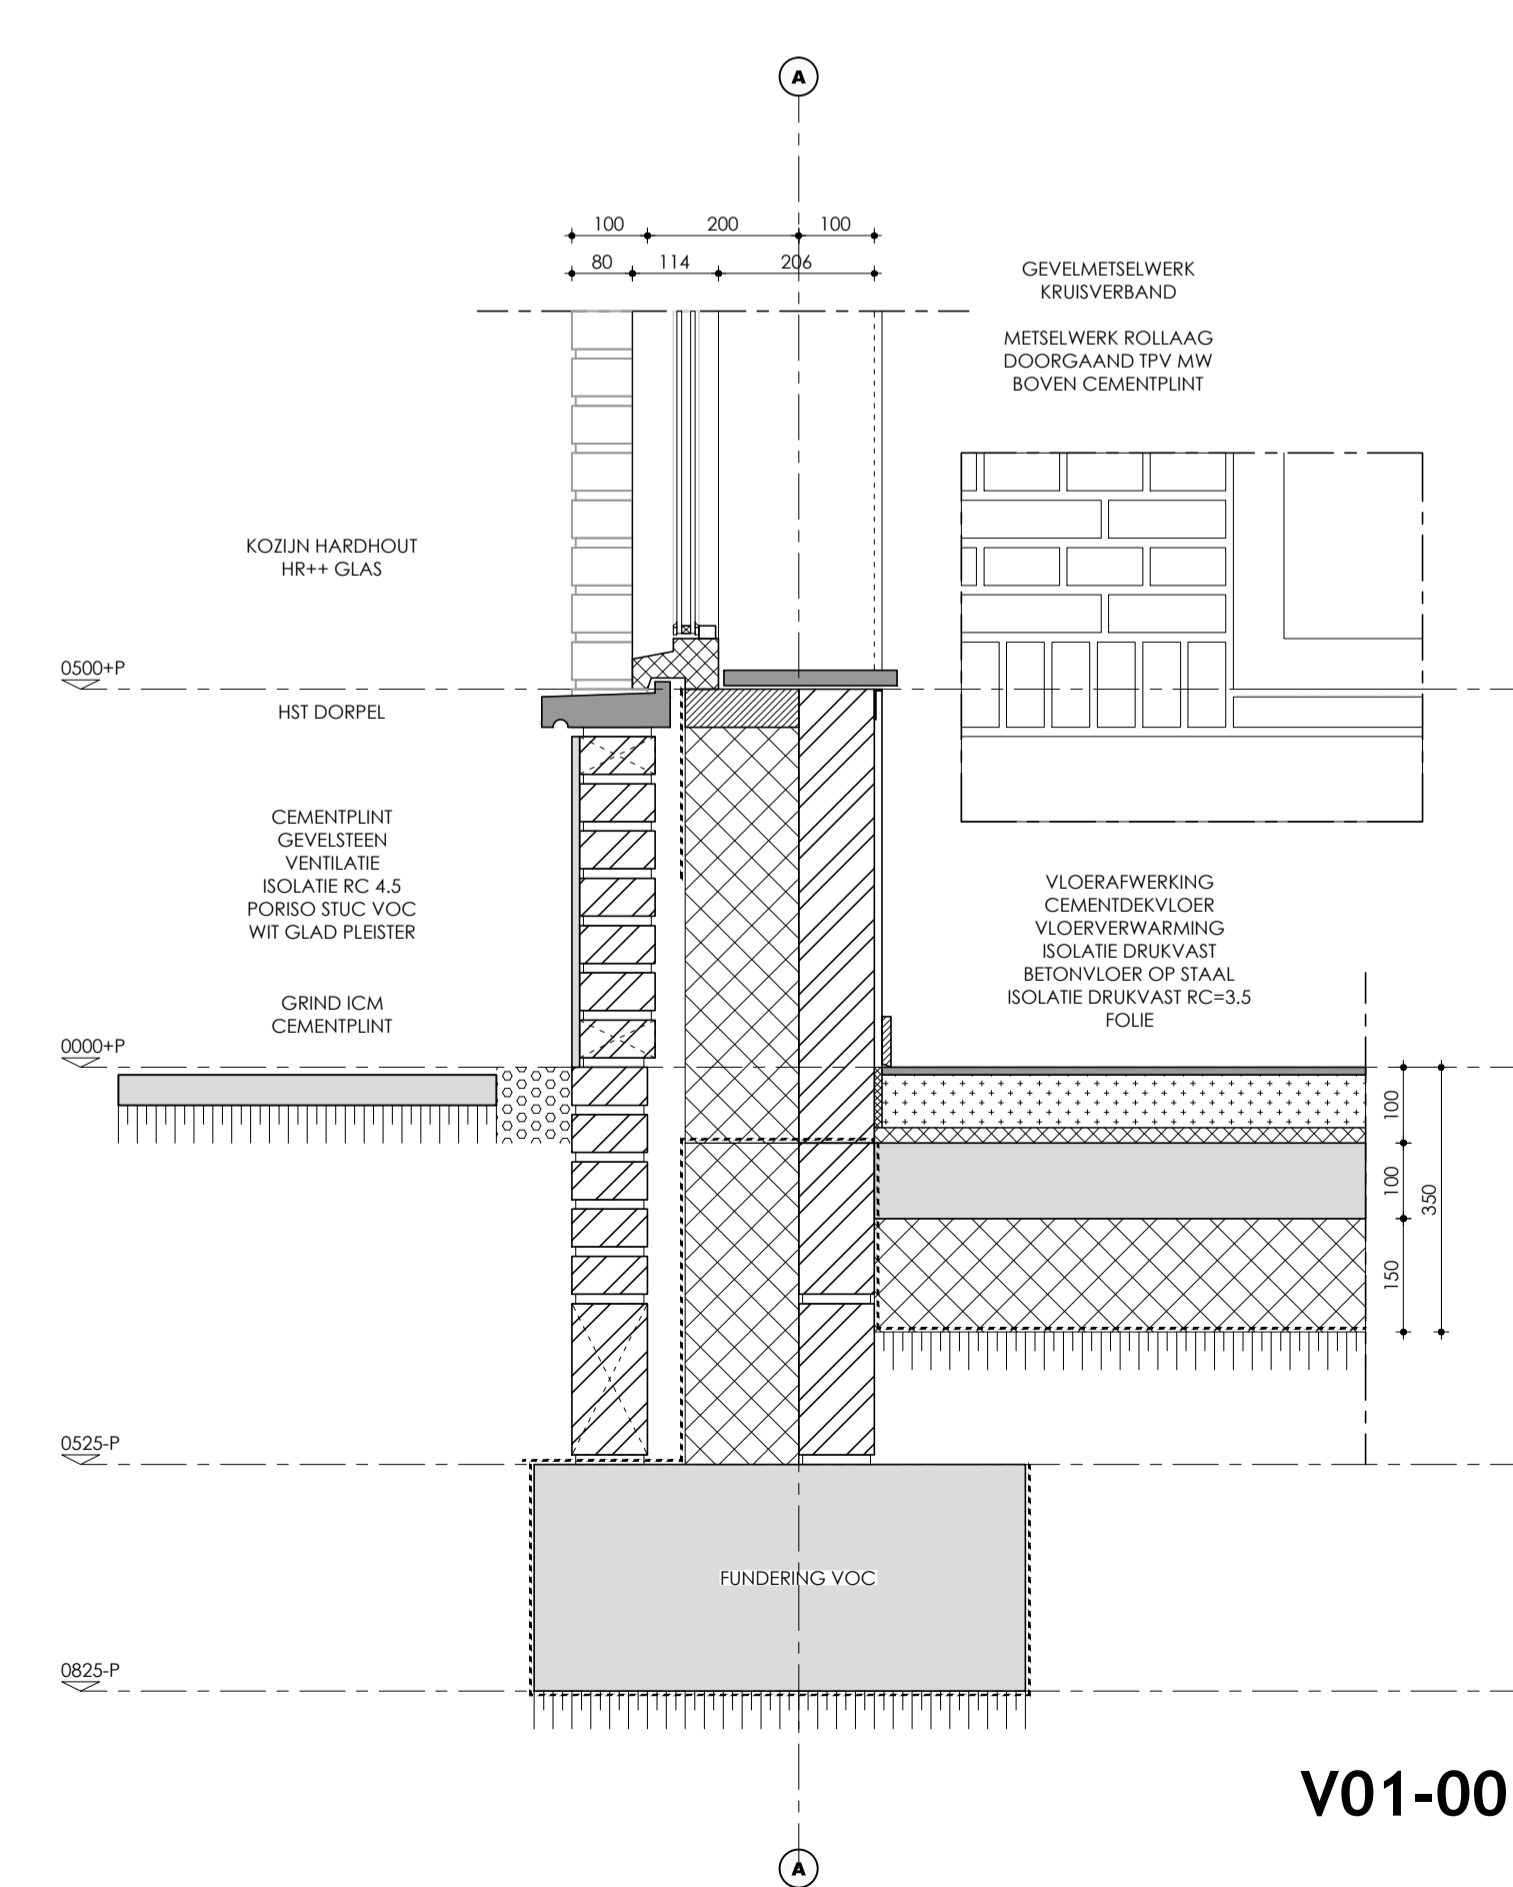 A
100 200 100
80 114 206
GEVELMETSELWERK
KRUISVERBAND
METSELWERK ROLLAAG
DOORGAAND TPV MW
BOVEN CEMENTPLINT
KOZIJN HARDHOUT
HR++ GLAS
0500+P
HST DORPEL
CEMENTPLINT
GEVELSTEEN
VENTILATIE
ISOLATIE RC 4.5
PORISO STUC VOC
WIT GLAD PLEISTER
VLOERAFWERKING
CEMENTDEKVLOER
VLOERVERWARMING
ISOLATIE DRUKVAST
BETONVLOER OP STAAL
ISOLATIE DRUKVAST RC=3.5
FOLIE
GRIND ICM
CEMENTPLINT
0000+P
100
100
350
150
0525-P
FUNDERING VOC
0825-P
V01-00
A